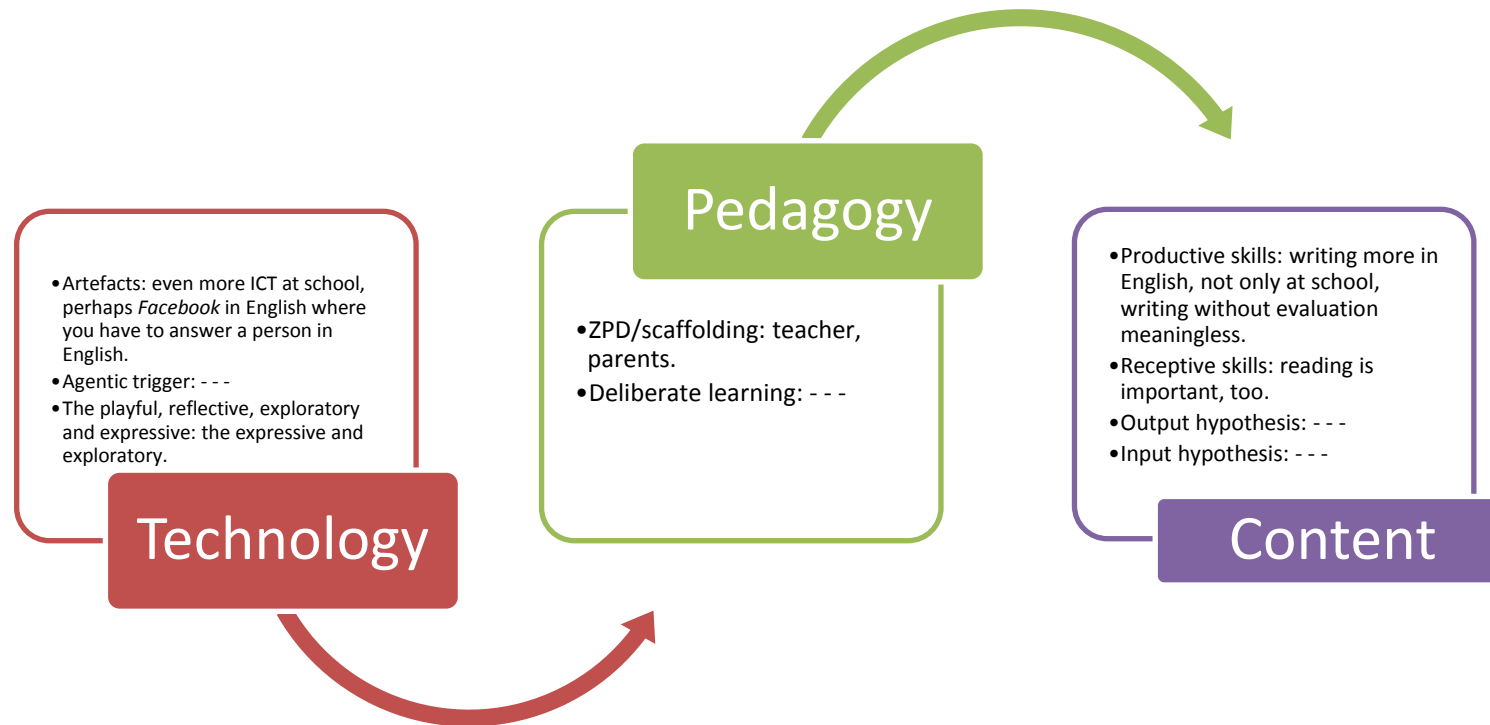 •Artefacts: even more ICT at school,
perhaps Facebook in English where
you have to answer a person in
English.
•Agentic trigger: - - -
•The playful, reflective, exploratory
and expressive: the expressive and
exploratory.
Technology
Pedagogy
•ZPD/scaffolding: teacher,
parents.
•Deliberate learning: - - -
•Productive skills: writing more in
English, not only at school,
writing without evaluation
meaningless.
•Receptive skills: reading is
important, too.
•Output hypothesis: - - -
•Input hypothesis: - - -
Content